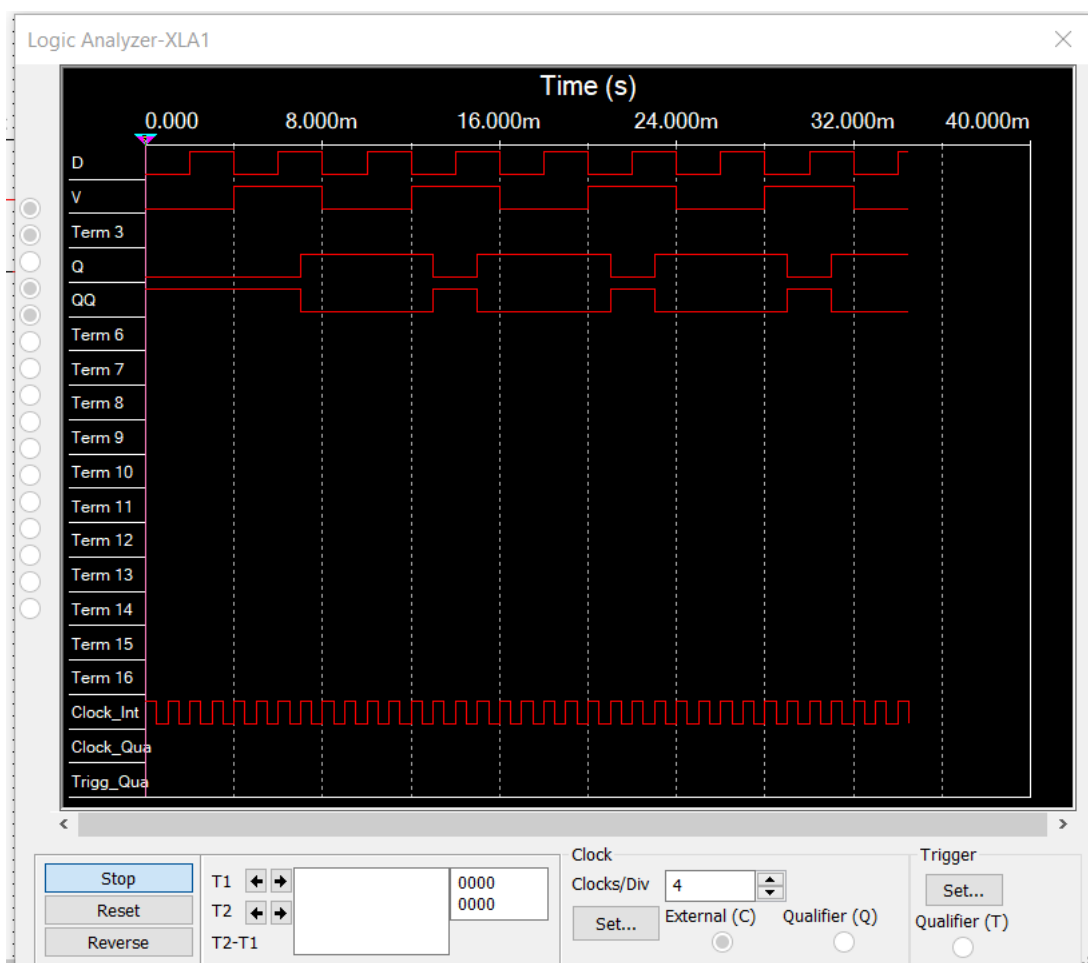 Logic Analyzer-XLA1
Time (s)
0.000 8.000m 16.000m 24.000m 32.000m 40.000m
D
V
Term 3
Q
QQ
Term 6
Term 7
Term 8
Term 9
Term 10
Term 11
Term 12
Term 13
Term 14
Term 15
Term 16
Clock_Int
Clock_Qua
Trigg_Qua
Stop
Reset
Reverse
T1
T2
T2-T1
0000
0000
Clock
Clocks/Div 4
Set...
External (C) Qualifier (Q)
Trigger
Set...
Qualifier (T)